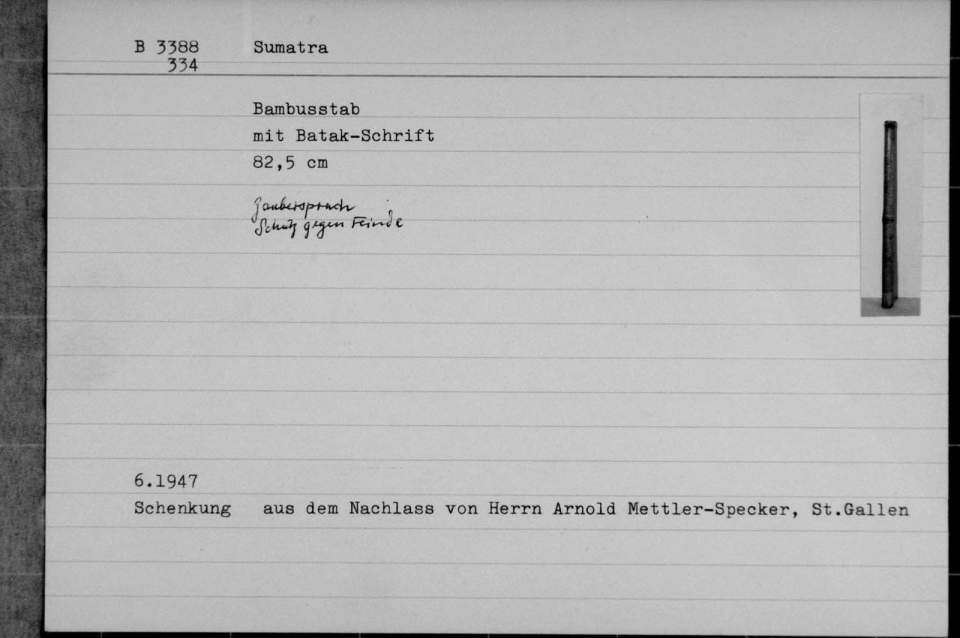 B 3388 Sumatra
334
Bambusstab
mit Batak-Schrift
82,5 cm
Zauberspruch
Schutz gegen Feinde
6.1947
Schenkung aus dem Nachlass von Herrn Arnold Mettler-Specker, St.Gallen